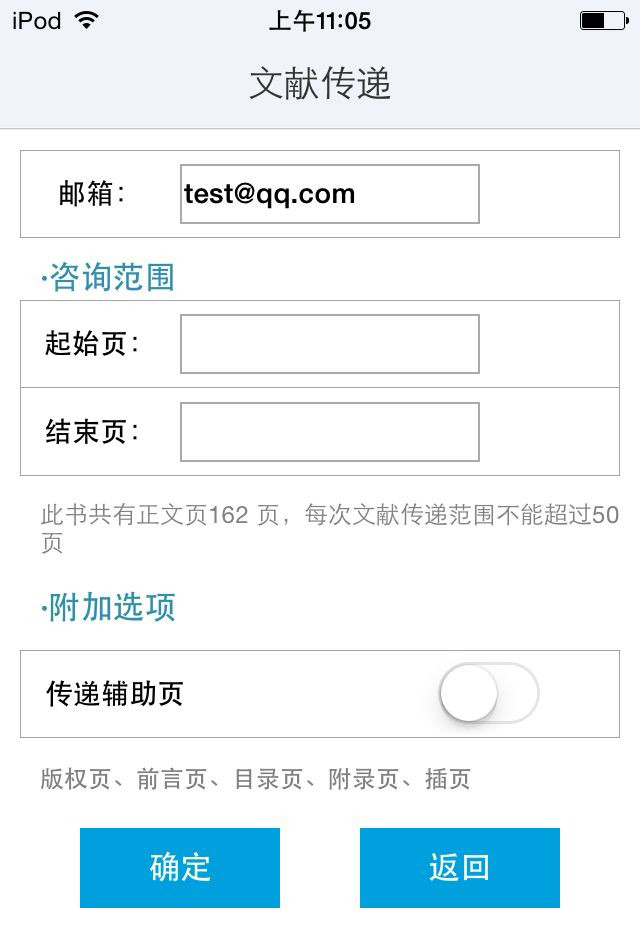 iPod
上午11:05
文献传递
邮箱：
test@qq.com
·咨询范围
起始页：
结束页：
此书共有正文页162 页，每次文献传递范围不能超过50
页
·附加选项
传递辅助页
版权页、前言页、目录页、附录页、插页
确定
返回